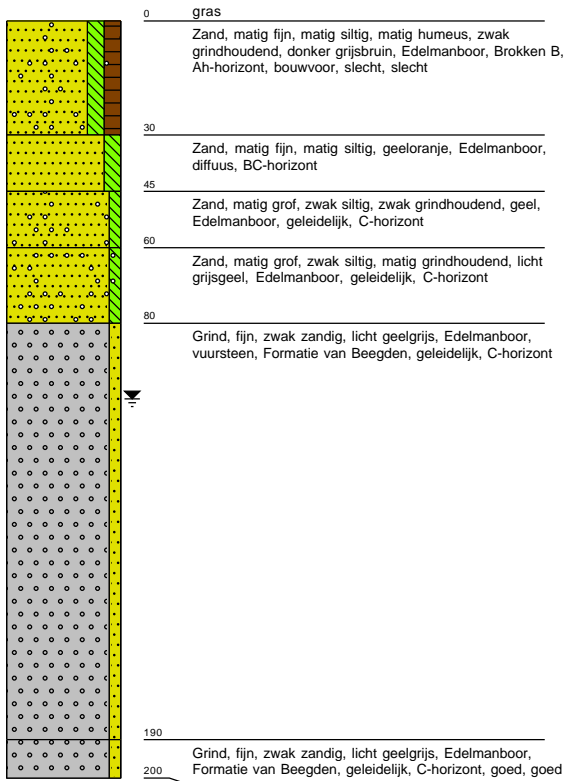 0 gras
Zand, matig fijn, matig siltig, matig humeus, zwak
grindhoudend, donker grijsbruin, Edelmanboor, Brokken B,
Ah-horizont, bouwvoor, slecht, slecht
30
Zand, matig fijn, matig siltig, geeloranje, Edelmanboor,
diffuus, BC-horizont
45
Zand, matig grof, zwak siltig, zwak grindhoudend, geel,
Edelmanboor, geleidelijk, C-horizont
60
Zand, matig grof, zwak siltig, matig grindhoudend, licht
grijsgeel, Edelmanboor, geleidelijk, C-horizont
80
Grind, fijn, zwak zandig, licht geelgrijs, Edelmanboor,
vuursteen, Formatie van Beegden, geleidelijk, C-horizont
190
Grind, fijn, zwak zandig, licht geelgrijs, Edelmanboor,
Formatie van Beegden, geleidelijk, C-horizont, goed, goed
200